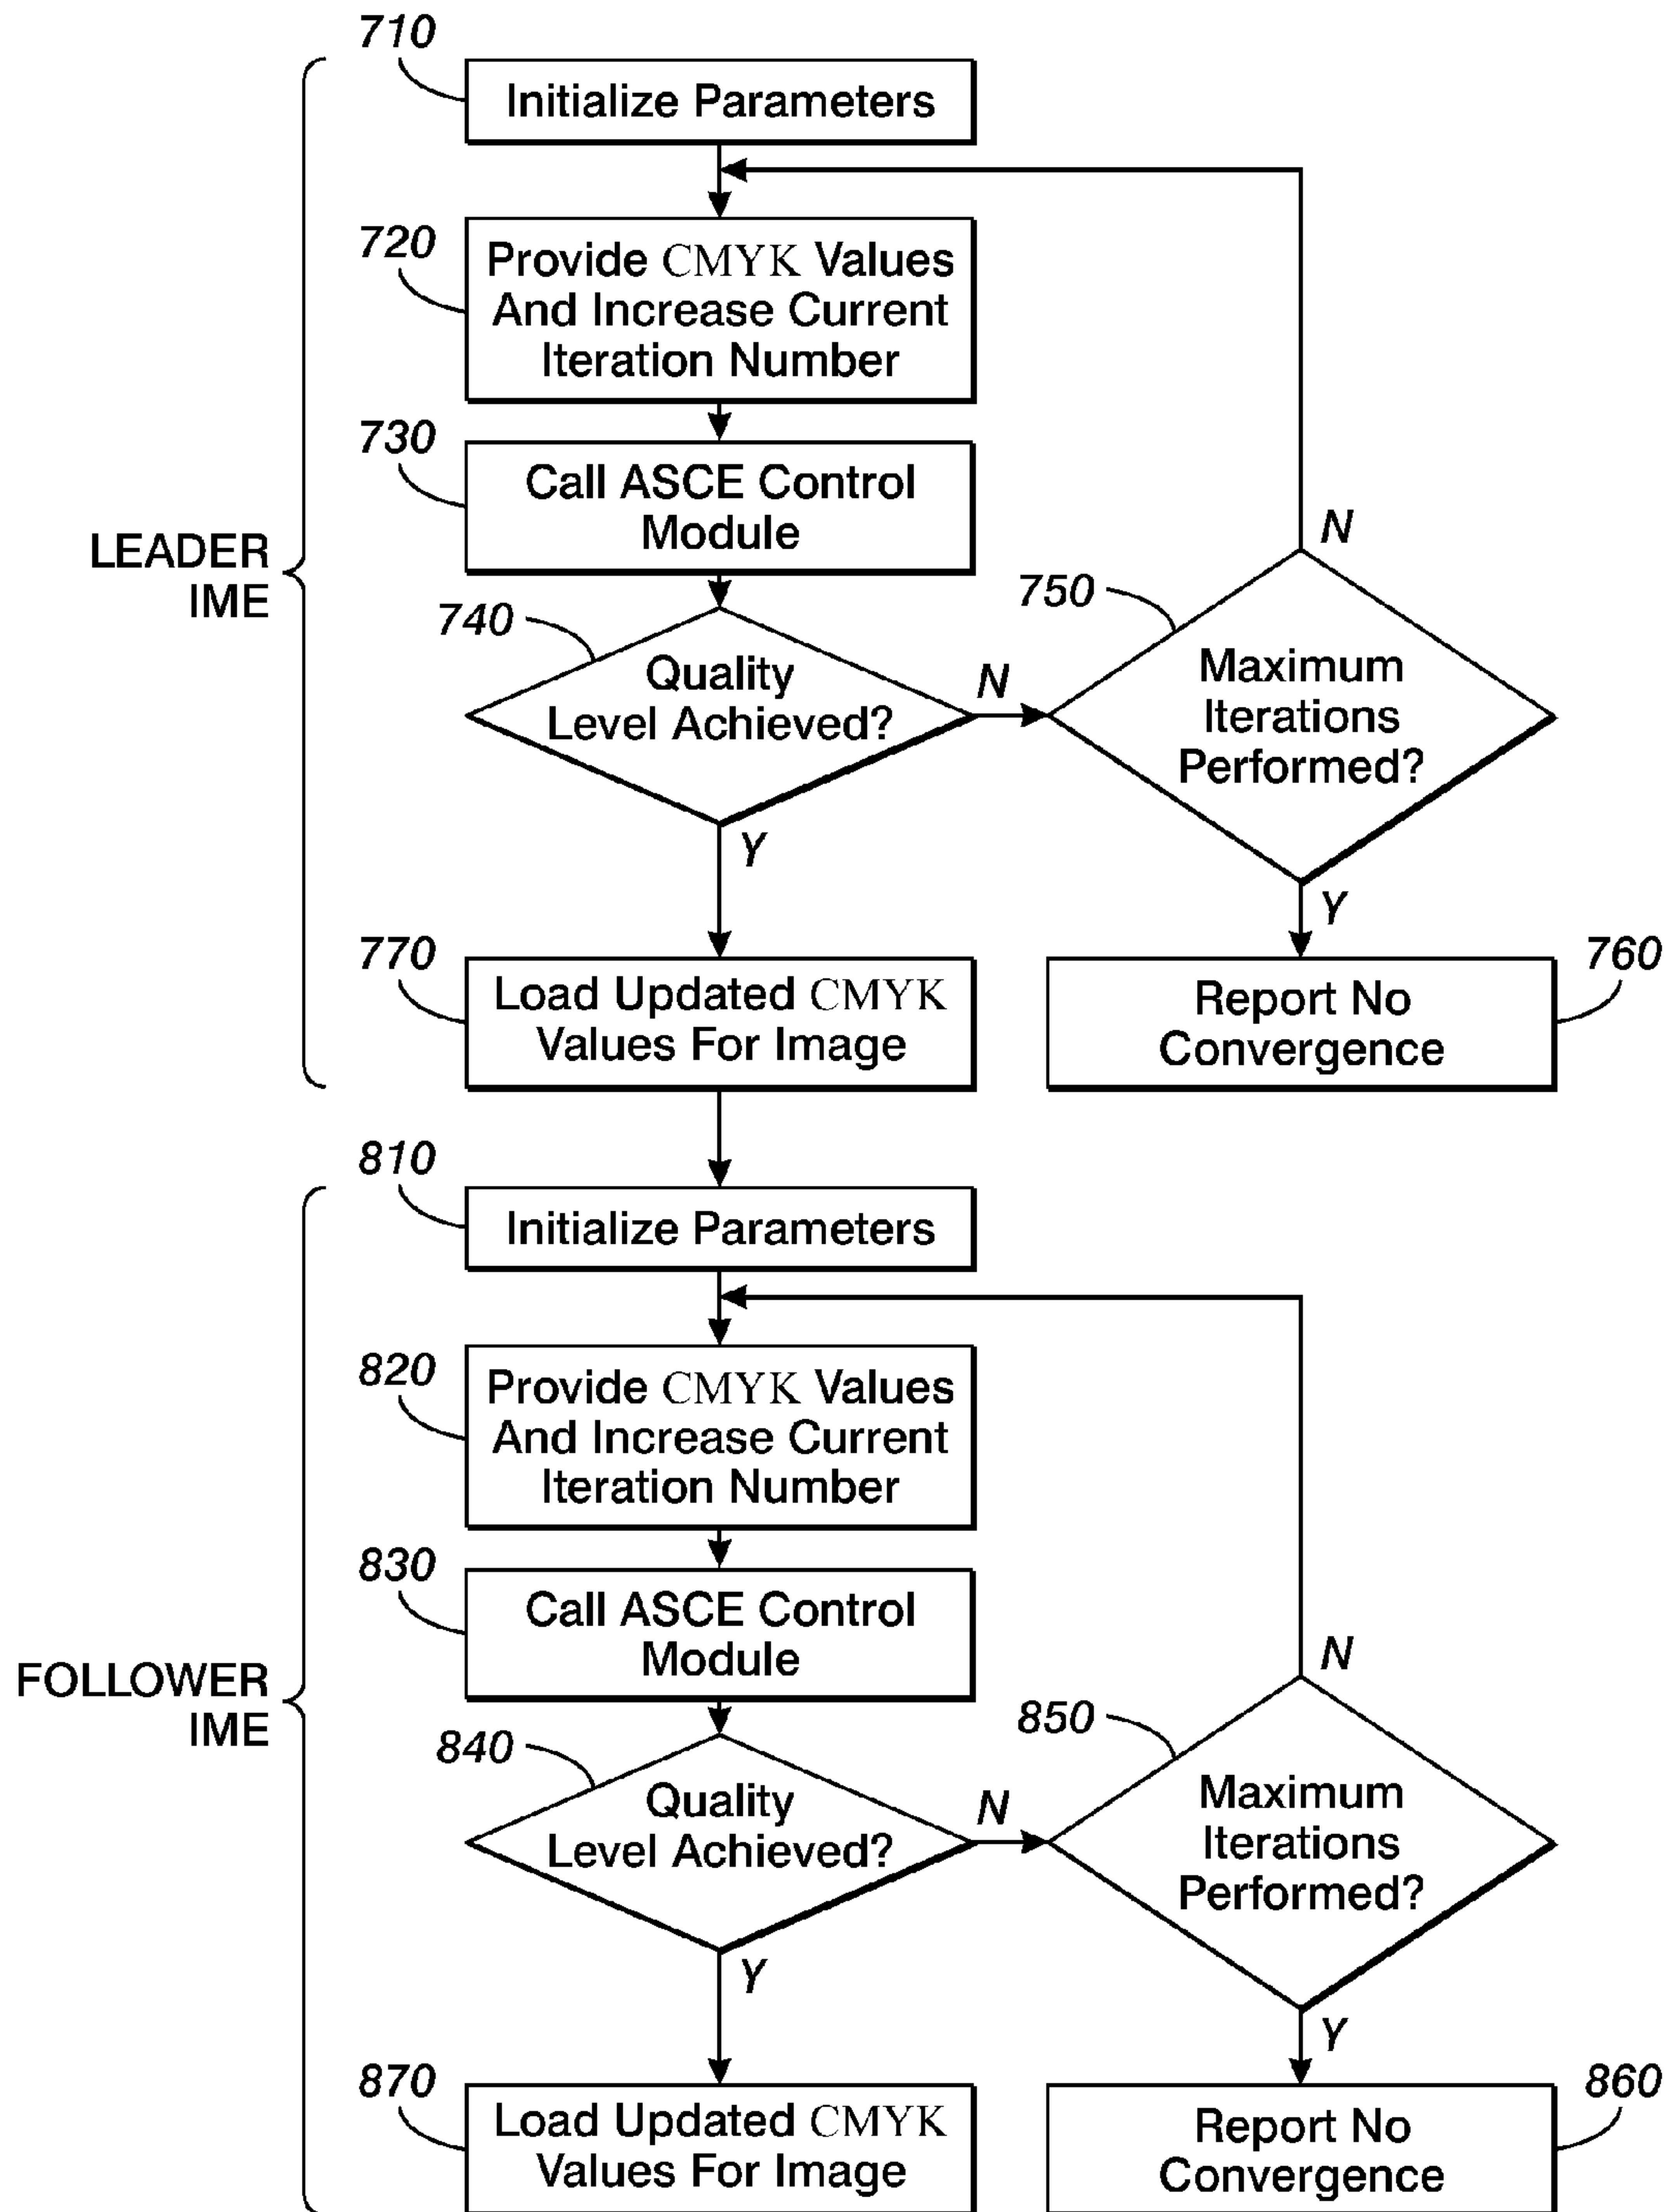 710
Initialize Parameters
720
Provide CMYK Values
And Increase Current
Iteration Number
730
Call ASCE Control
Module
LEADER
IME
740
Quality
Level Achieved?
N
750
Maximum
Iterations
Performed?
N
Y
Y
770
Load Updated CMYK
Values For Image
760
Report No
Convergence
810
Initialize Parameters
820
Provide CMYK Values
And Increase Current
Iteration Number
830
Call ASCE Control
Module
FOLLOWER
IME
840
Quality
Level Achieved?
N
850
Maximum
Iterations
Performed?
N
Y
Y
870
Load Updated CMYK
Values For Image
860
Report No
Convergence